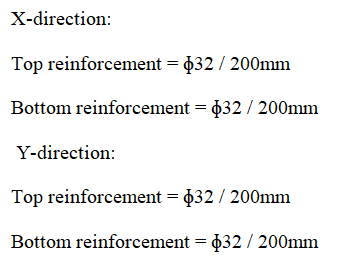 X-direction:
Top reinforcement = ϕ32 / 200mm
Bottom reinforcement = ϕ32 / 200mm
Y-direction:
Top reinforcement = ϕ32 / 200mm
Bottom reinforcement = ϕ32 / 200mm